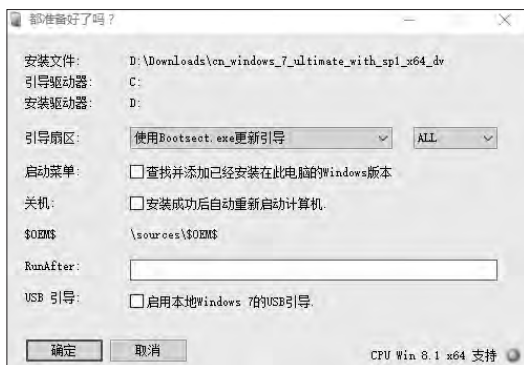 都准备好了吗？
安装文件: D:\Downloads\cn_windows_7_ultimate_with_sp1_x64_dv
引导驱动器: C:
安装驱动器: D:
引导扇区: 使用Bootsect.exe更新引导 ALL
启动菜单: 查找并添加已经安装在此电脑的Windows版本
关机: 安装成功后自动重新启动计算机.
$OEM$ \sources\$OEM$
RunAfter:
USB 引导: 启用本地Windows 7的USB引导.
确定 取消 CPU Win 8.1 x64 支持